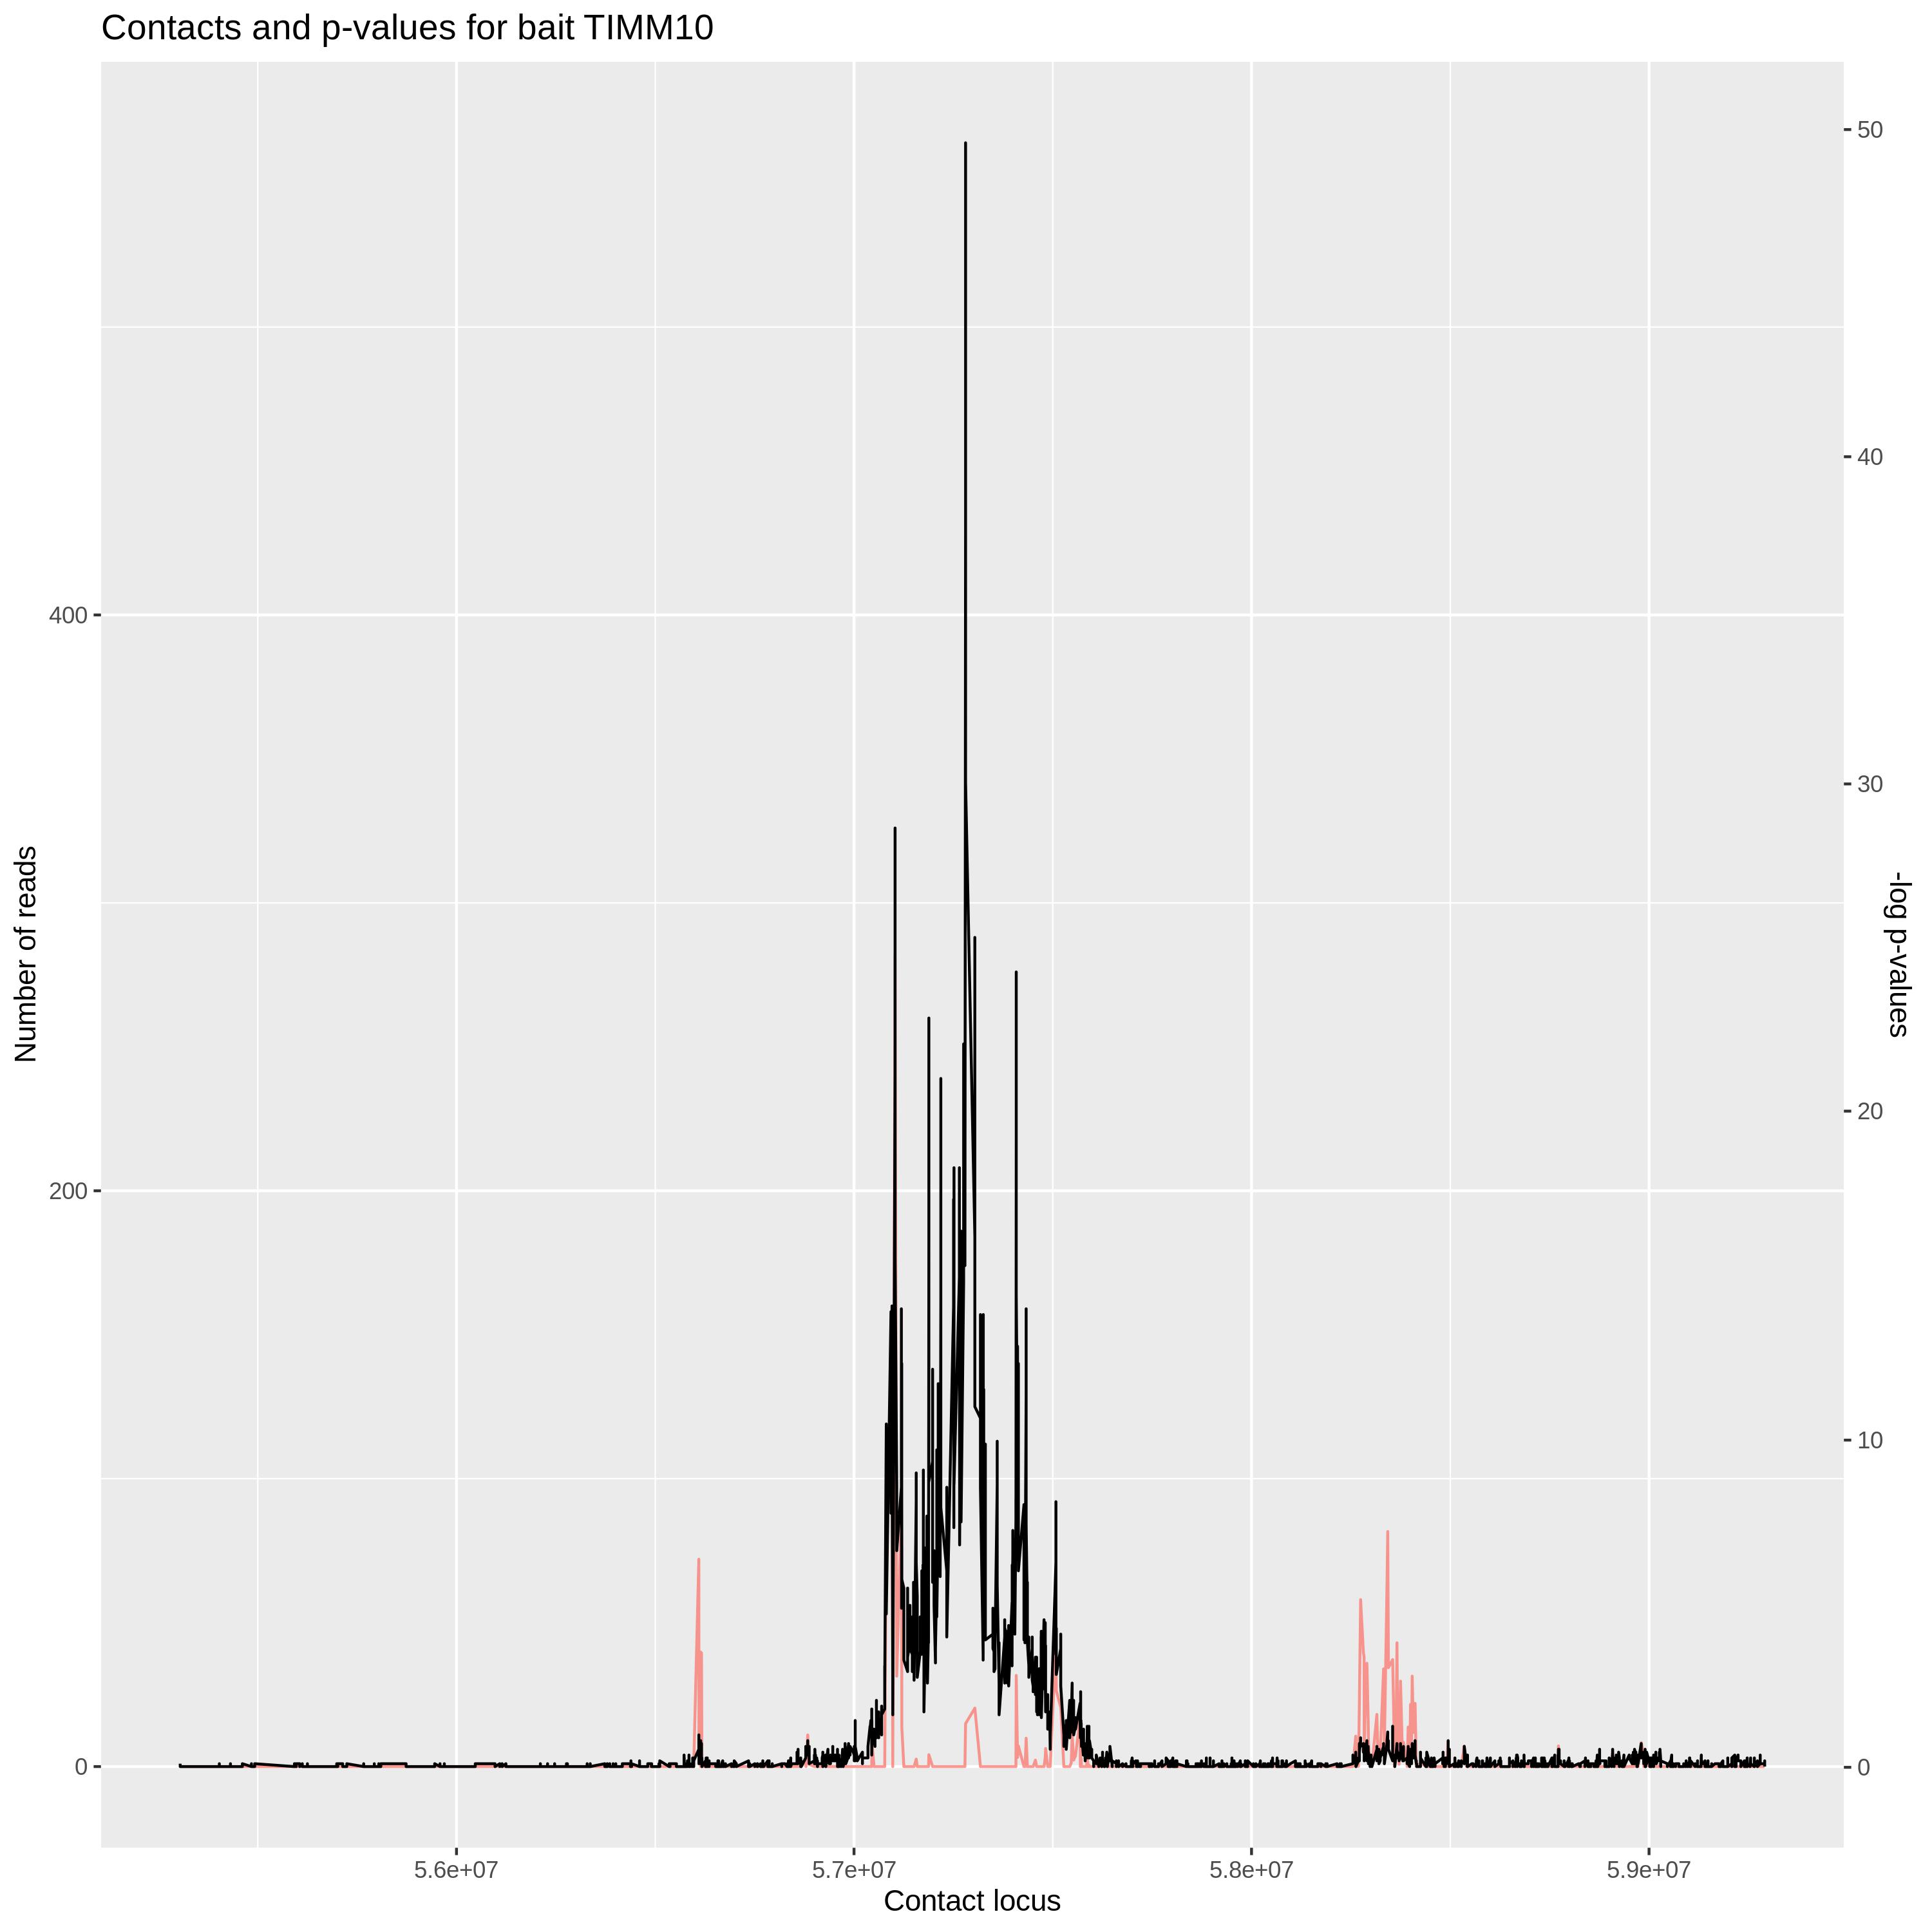 Contacts and p-values for bait TIMM10
Number of reads
400
200
0
50
40
30
20
10
0
-log p-values
5.6e+07
5.7e+07
5.8e+07
5.9e+07
Contact locus